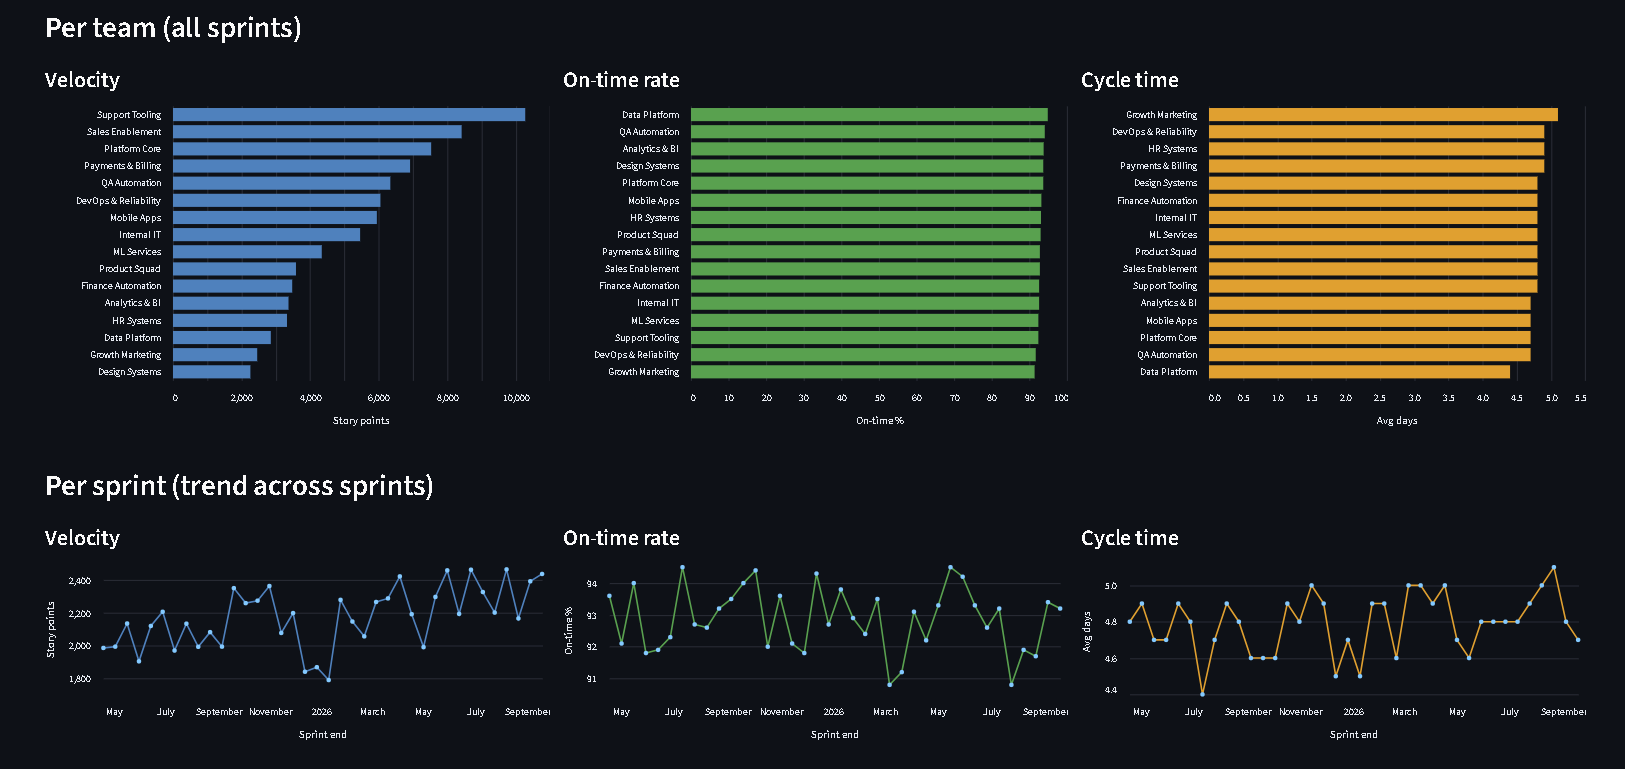 Per team (all sprints)
Velocity
Support Tooling
Sales Enablement
Platform Core
Payments & Billing
QA Automation
DevOps & Reliability
Mobile Apps
Internal IT
ML Services
Product Squad
Finance Automation
Analytics & BI
HR Systems
Data Platform
Growth Marketing
Design Systems
0 2,000 4,000 6,000 8,000 10,000
Story points
On-time rate
Data Platform
QA Automation
Analytics & BI
Design Systems
Platform Core
Mobile Apps
HR Systems
Product Squad
Payments & Billing
Sales Enablement
Finance Automation
Internal IT
ML Services
Support Tooling
DevOps & Reliability
Growth Marketing
0 10 20 30 40 50 60 70 80 90 100
On-time %
Cycle time
Growth Marketing
DevOps & Reliability
HR Systems
Payments & Billing
Design Systems
Finance Automation
Internal IT
ML Services
Product Squad
Sales Enablement
Support Tooling
Analytics & BI
Mobile Apps
Platform Core
QA Automation
Data Platform
0.0 0.5 1.0 1.5 2.0 2.5 3.0 3.5 4.0 4.5 5.0 5.5
Avg days
Per sprint (trend across sprints)
Velocity
Story points
2,400
2,200
2,000
1,800
May July September November 2026 March May July September
Sprint end
On-time rate
On-time %
94
93
92
91
May July September November 2026 March May July September
Sprint end
Cycle time
Avg days
5.0
4.8
4.6
4.4
May July September November 2026 March May July September
Sprint end